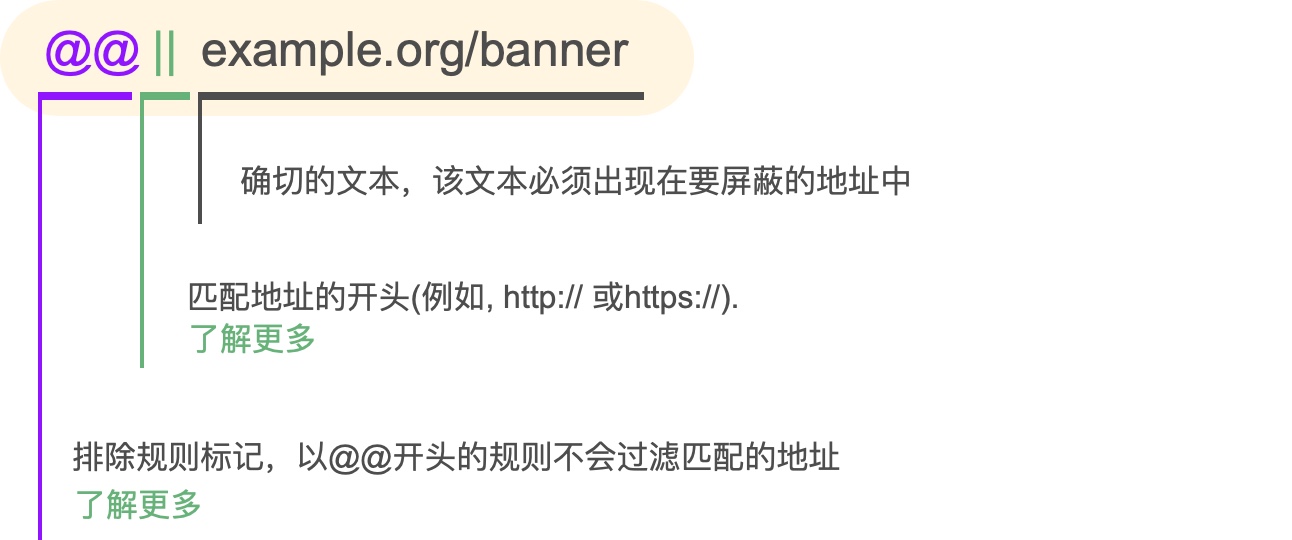 @@|| example.org/banner
确切的文本，该文本必须出现在要屏蔽的地址中
匹配地址的开头(例如, http:// 或https://).
了解更多
排除规则标记，以@@开头的规则不会过滤匹配的地址
了解更多